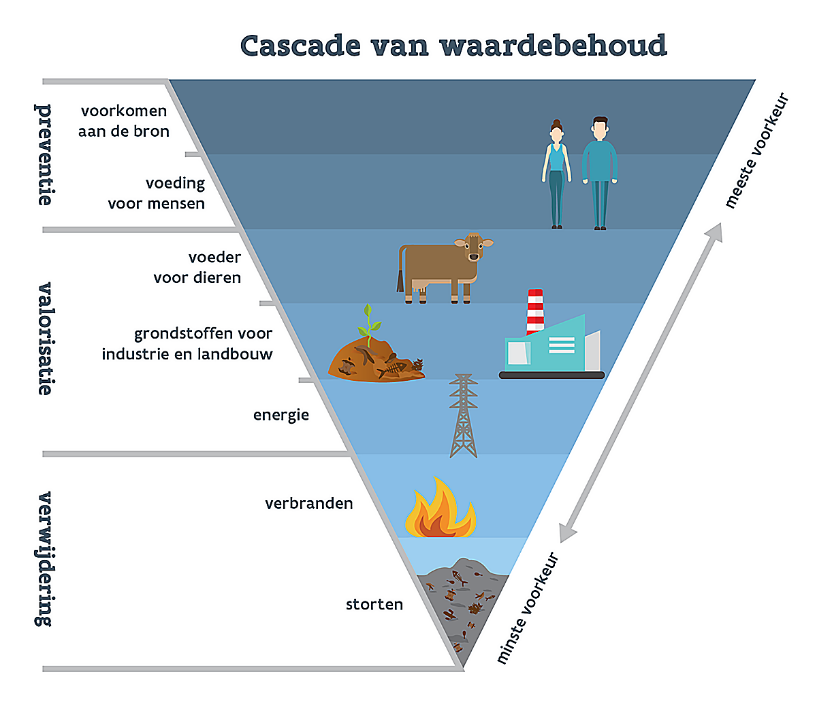 Cascade van waardebehoud
preventie
voorkomen
aan de bron
voeding
voor mensen
valorisatie
voeder
voor dieren
grondstoffen voor
industrie en landbouw
energie
verwijdering
verbranden
storten
meeste voorkeur
minste voorkeur